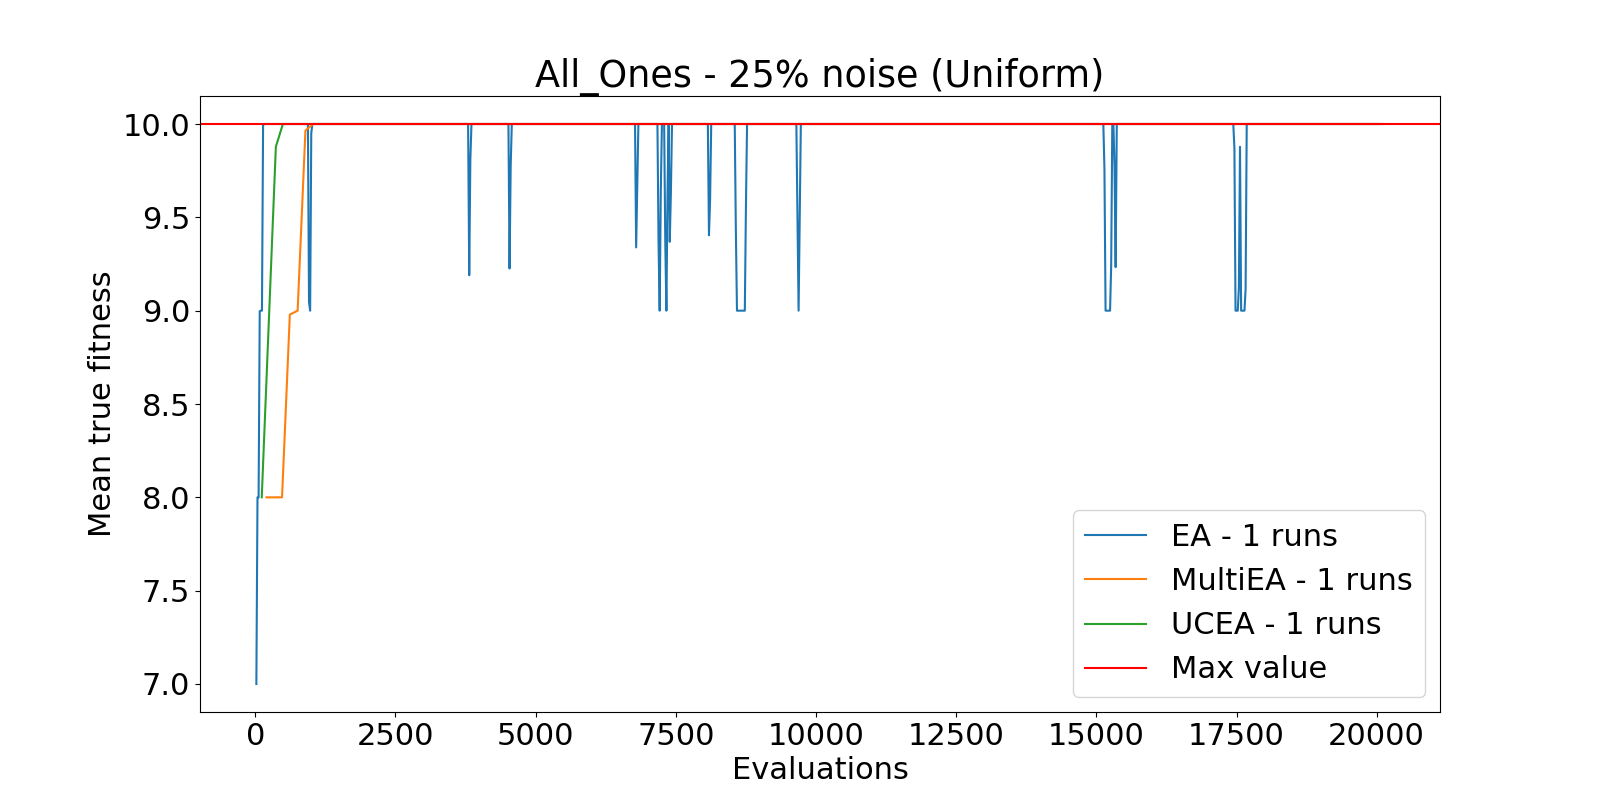 All_Ones - 25% noise (Uniform)
Mean true fitness
10.0
9.5
9.0
8.5
8.0
7.5
7.0
EA - 1 runs
MultiEA - 1 runs
UCEA - 1 runs
Max value
0 2500 5000 7500 10000 12500 15000 17500 20000
Evaluations